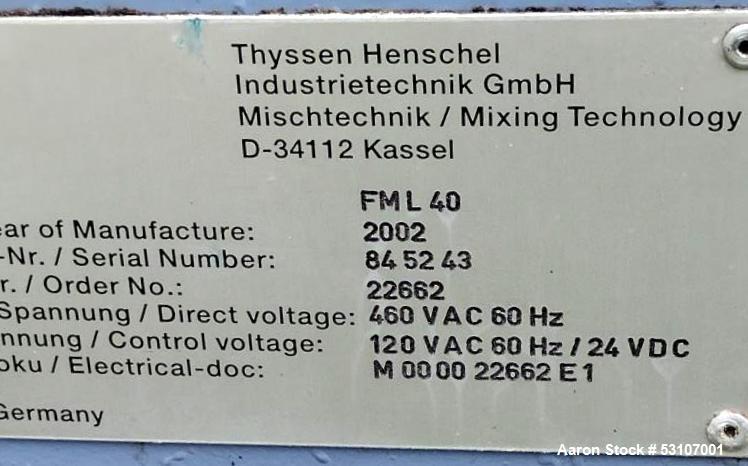 Thyssen Henschel
Industrietechnik GmbH
Mischtechnik / Mixing Technology
D-34112 Kassel
FM L 40
ear of Manufacture: 2002
-Nr. / Serial Number: 84 52 43
r. / Order No.: 22662
Spannung / Direct voltage: 460 VAC 60 Hz
nnung / Control voltage: 120 VAC 60 Hz / 24 VDC
oku / Electrical-doc: M 00 00 22662 E 1
Germany
Aaron Stock # 53107001